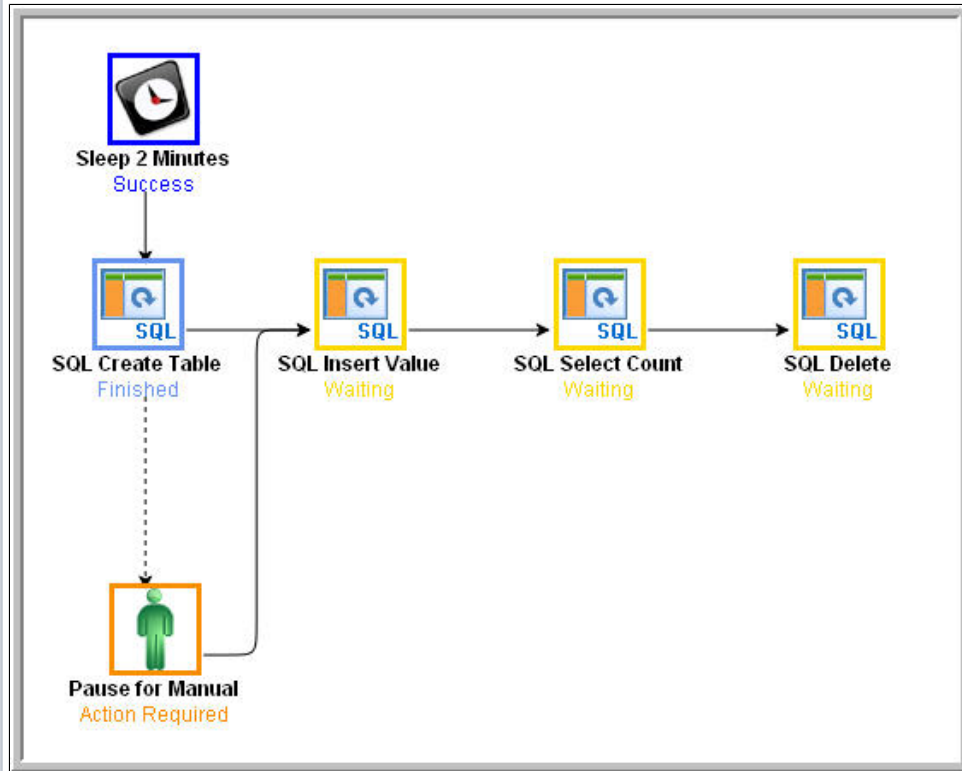 Sleep 2 Minutes
Success
SQL
SQL
SQL
SQL
SQL Create Table
SQL Insert Value
SQL Select Count
SQL Delete
Finished
Waiting
Waiting
Waiting
Pause for Manual
Action Required